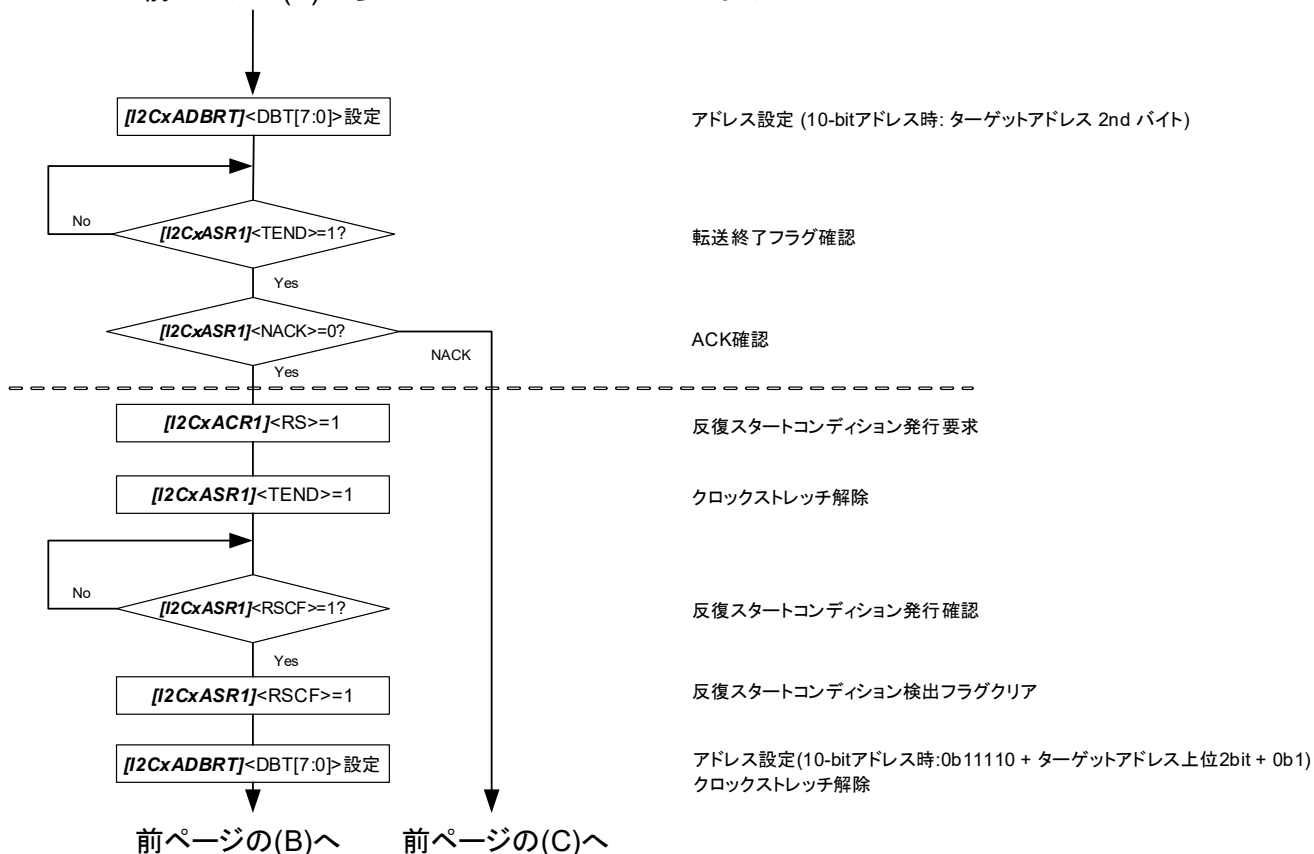 [I2CxADBRT]<DBT[7:0]>設定
アドレス設定 (10-bitアドレス時: ターゲットアドレス 2nd バイト)
No
[I2CxASR1]<TEND>=1?
転送終了フラグ確認
Yes
[I2CxASR1]<NACK>=0?
ACK確認
NACK
Yes
[I2CxACR1]<RS>=1
反復スタートコンディション発行要求
[I2CxASR1]<TEND>=1
クロックストレッチ解除
No
[I2CxASR1]<RSCF>=1?
反復スタートコンディション発行確認
Yes
[I2CxASR1]<RSCF>=1
反復スタートコンディション検出フラグクリア
[I2CxADBRT]<DBT[7:0]>設定
アドレス設定(10-bitアドレス時:0b11110 + ターゲットアドレス上位2bit + 0b1)
クロックストレッチ解除
前ページの(B)へ
前ページの(C)へ